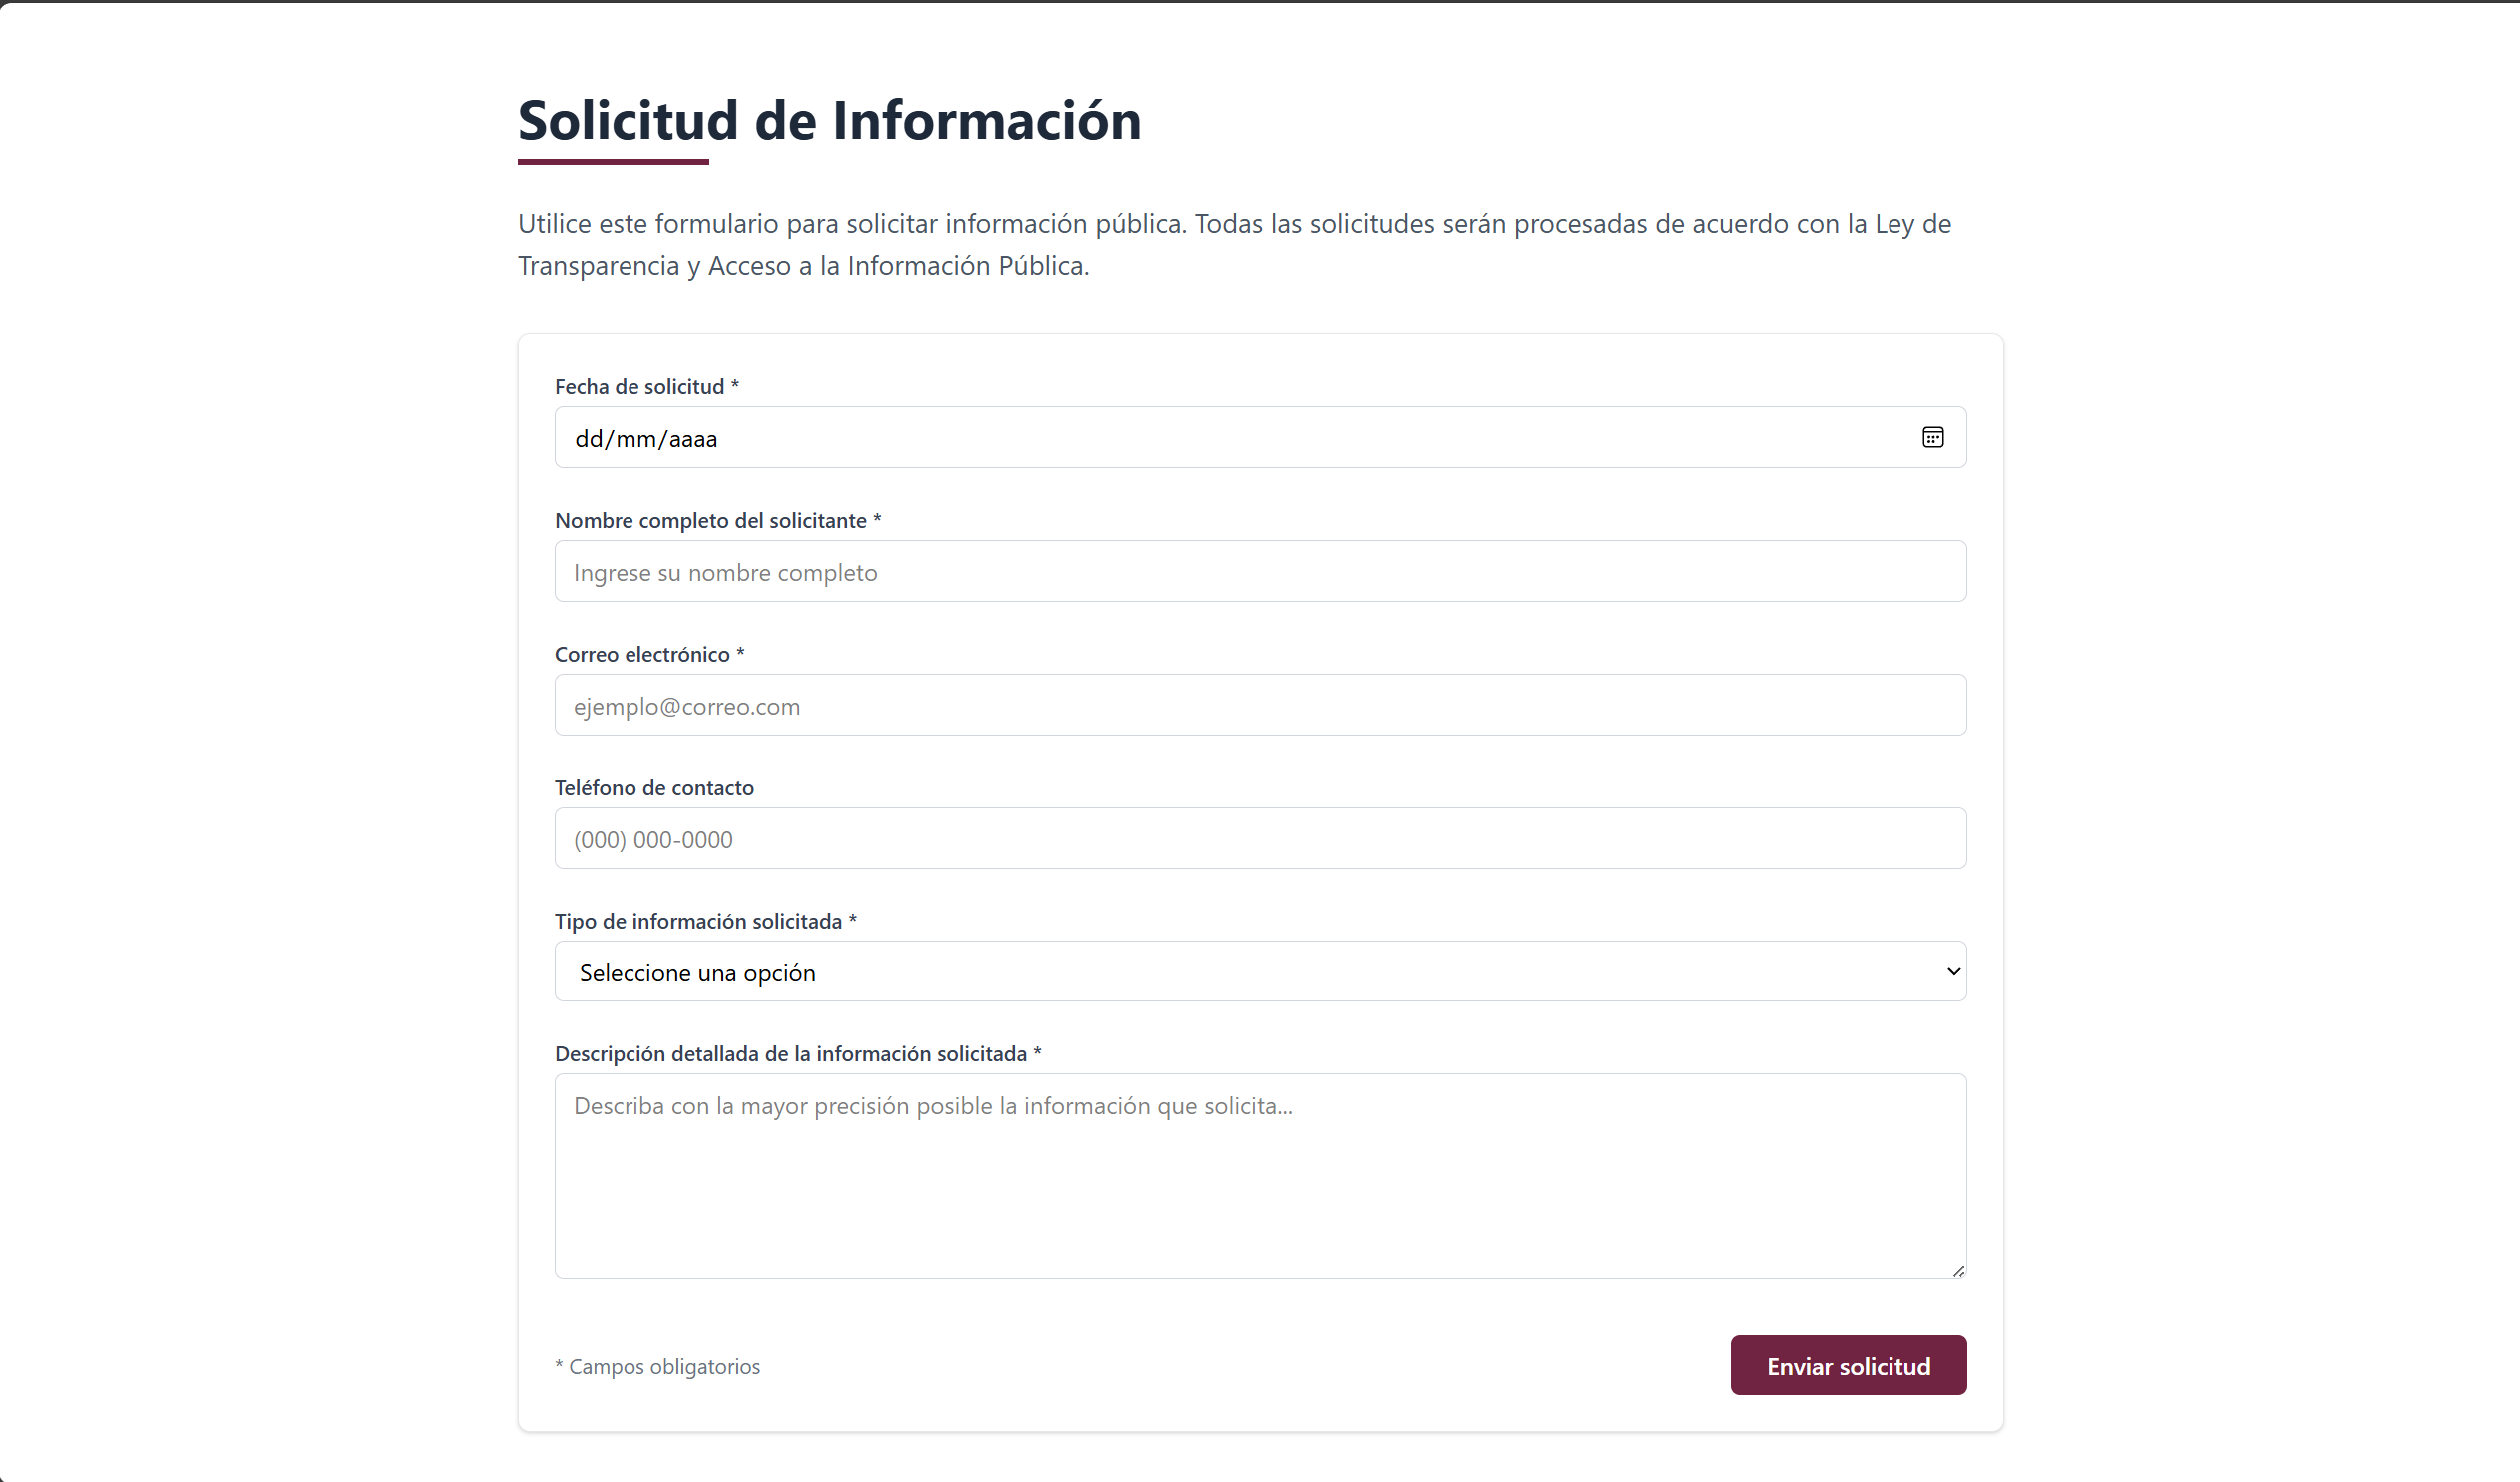 Solicitud de Información
Utilice este formulario para solicitar información pública. Todas las solicitudes serán procesadas de acuerdo con la Ley de
Transparencia y Acceso a la Información Pública.
Fecha de solicitud *
dd/mm/aaaa
Nombre completo del solicitante *
Ingrese su nombre completo
Correo electrónico *
ejemplo@correo.com
Teléfono de contacto
(000) 000-0000
Tipo de información solicitada *
Seleccione una opción
Descripción detallada de la información solicitada *
Describa con la mayor precisión posible la información que solicita...
* Campos obligatorios
Enviar solicitud